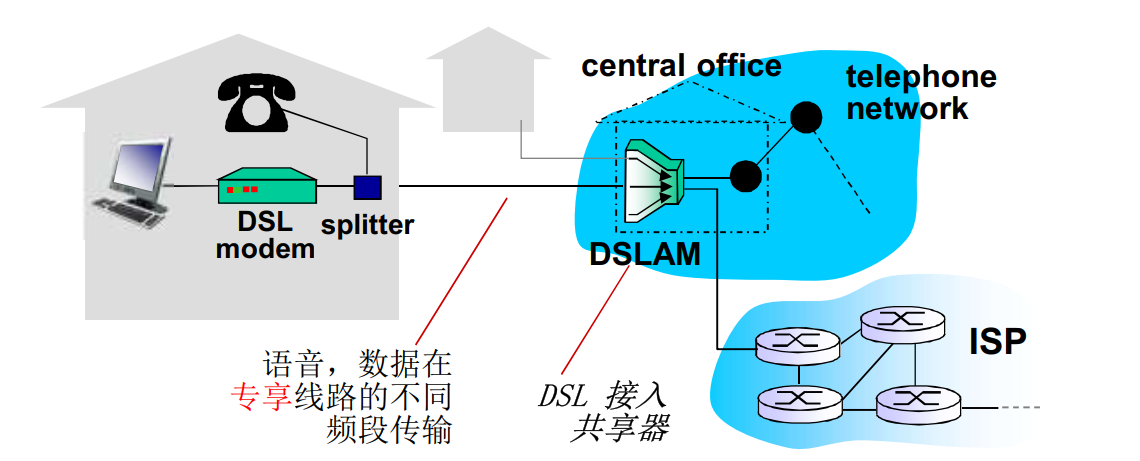 central office
telephone
network
DSL
modem
splitter
DSLAM
ISP
语音，数据在
专享线路的不同
频段传输
DSL 接入
共享器